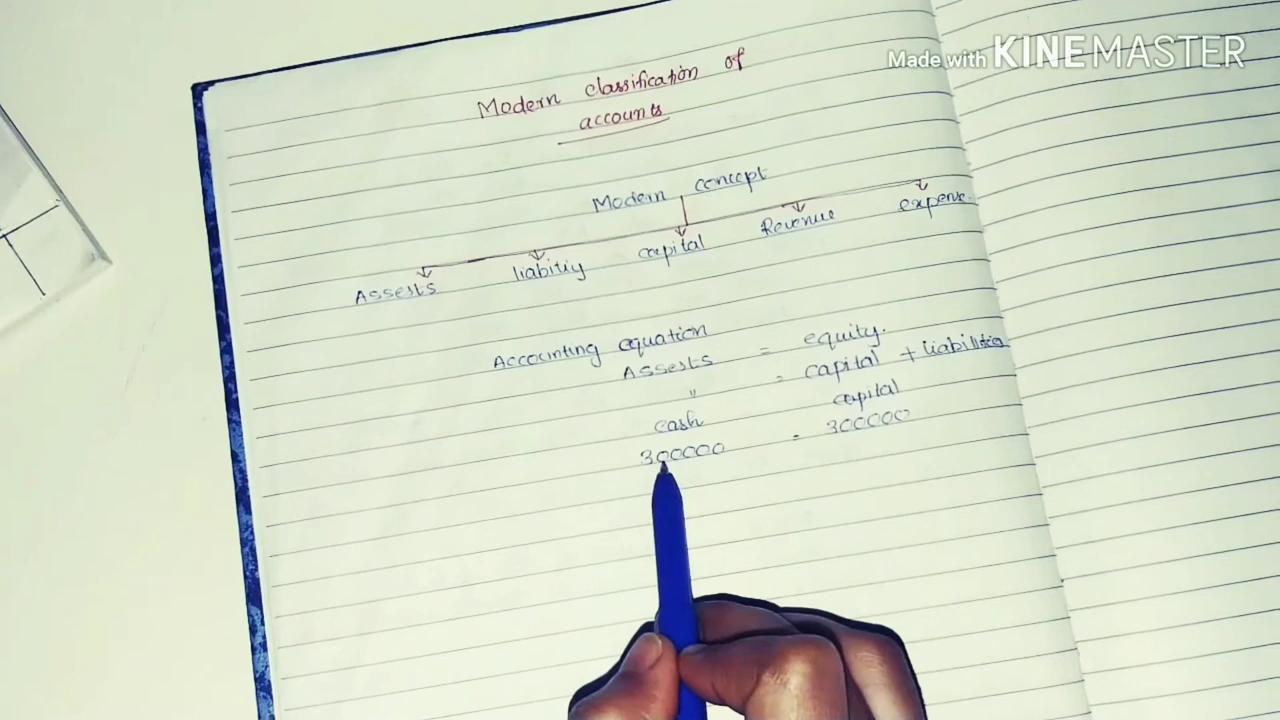 Made with KINEMASTER
Modern classification of
accounts
Modern concept
Assests liabitiy capital Revenue expense
Accounting equation
Assests = equity.
" = capital + liabilities
cash capital
300000 = 300000